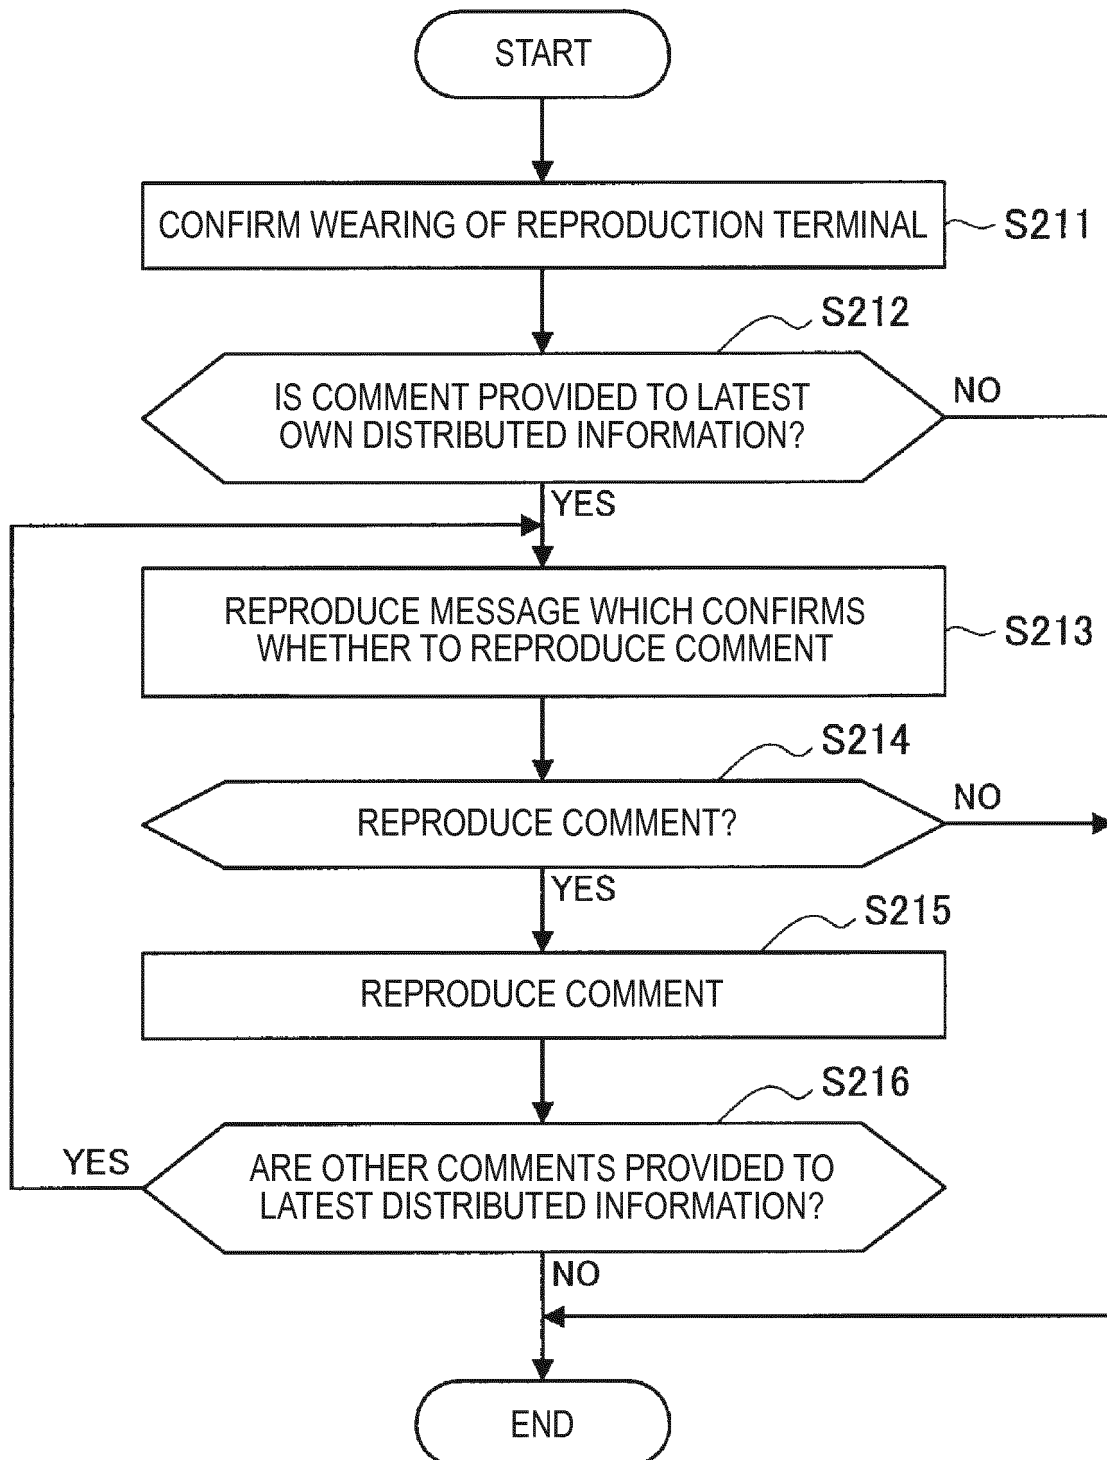 START
CONFIRM WEARING OF REPRODUCTION TERMINAL
S211
S212
IS COMMENT PROVIDED TO LATEST
OWN DISTRIBUTED INFORMATION?
NO
YES
REPRODUCE MESSAGE WHICH CONFIRMS
WHETHER TO REPRODUCE COMMENT
S213
S214
REPRODUCE COMMENT?
NO
YES
S215
REPRODUCE COMMENT
S216
YES
ARE OTHER COMMENTS PROVIDED TO
LATEST DISTRIBUTED INFORMATION?
NO
END